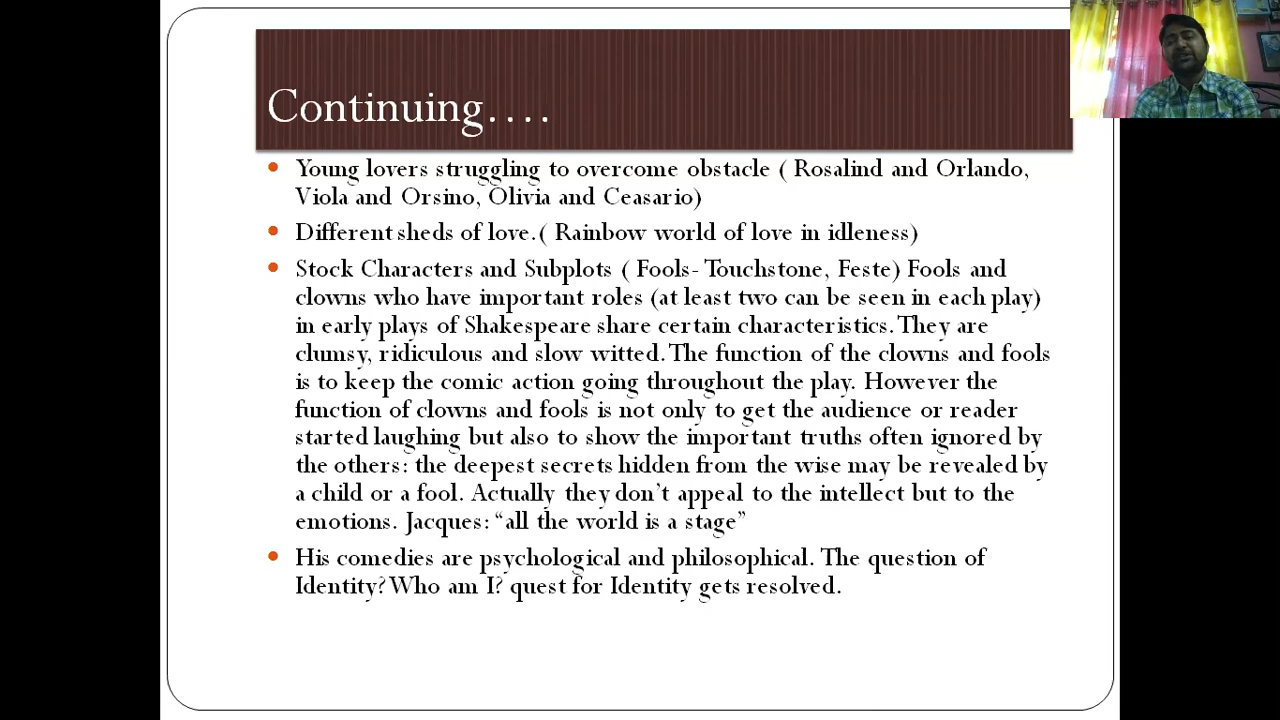 Continuing….
Young lovers struggling to overcome obstacle ( Rosalind and Orlando,
Viola and Orsino, Olivia and Ceasario)
Different sheds of love.( Rainbow world of love in idleness)
Stock Characters and Subplots ( Fools- Touchstone, Feste) Fools and
clowns who have important roles (at least two can be seen in each play)
in early plays of Shakespeare share certain characteristics. They are
clumsy, ridiculous and slow witted. The function of the clowns and fools
is to keep the comic action going throughout the play. However the
function of clowns and fools is not only to get the audience or reader
started laughing but also to show the important truths often ignored by
the others: the deepest secrets hidden from the wise may be revealed by
a child or a fool. Actually they don’t appeal to the intellect but to the
emotions. Jacques: “all the world is a stage”
His comedies are psychological and philosophical. The question of
Identity? Who am I? quest for Identity gets resolved.